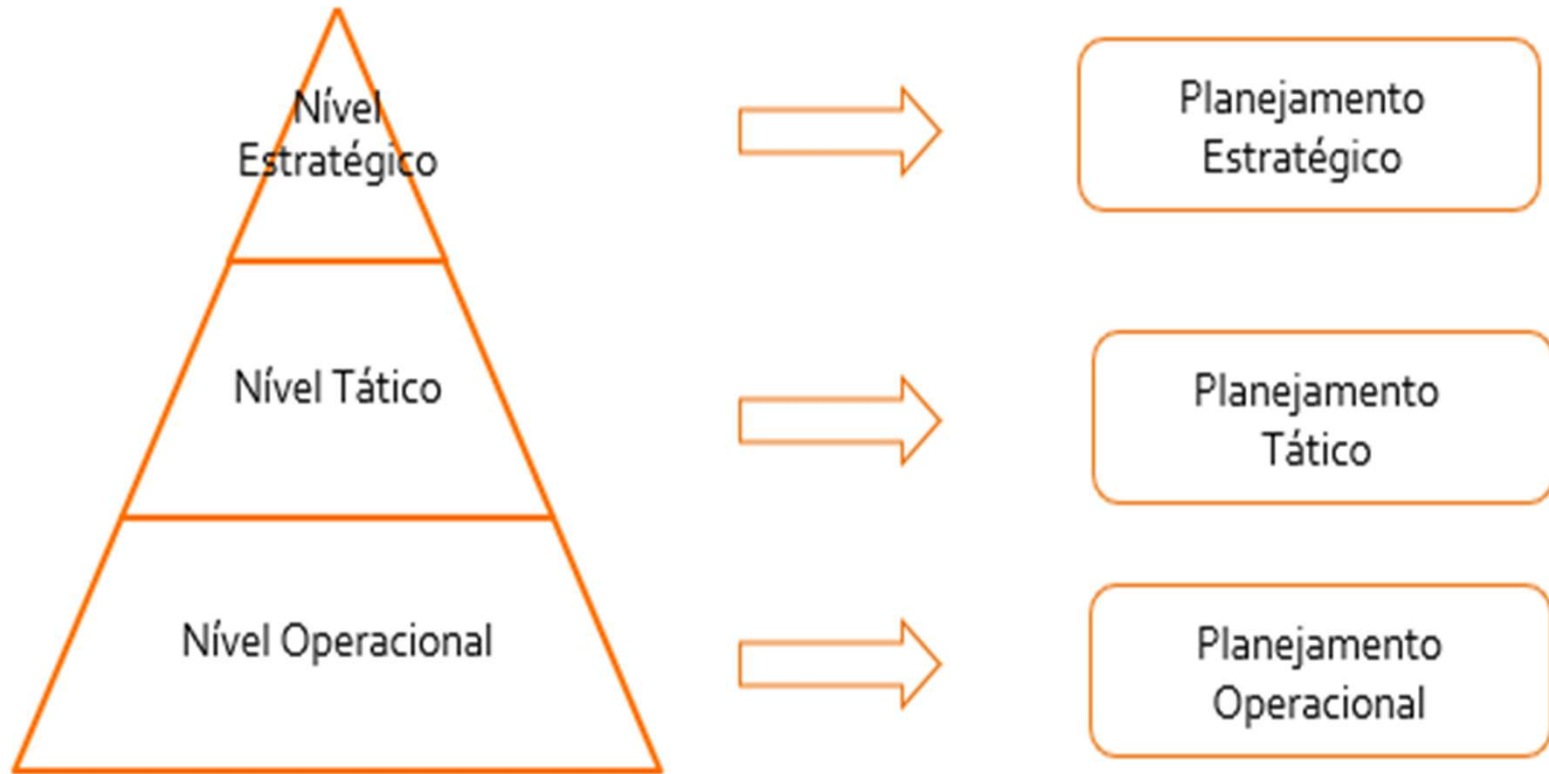 Nível
Estratégico
Planejamento
Estratégico
Nível Tático
Planejamento
Tático
Nível Operacional
Planejamento
Operacional